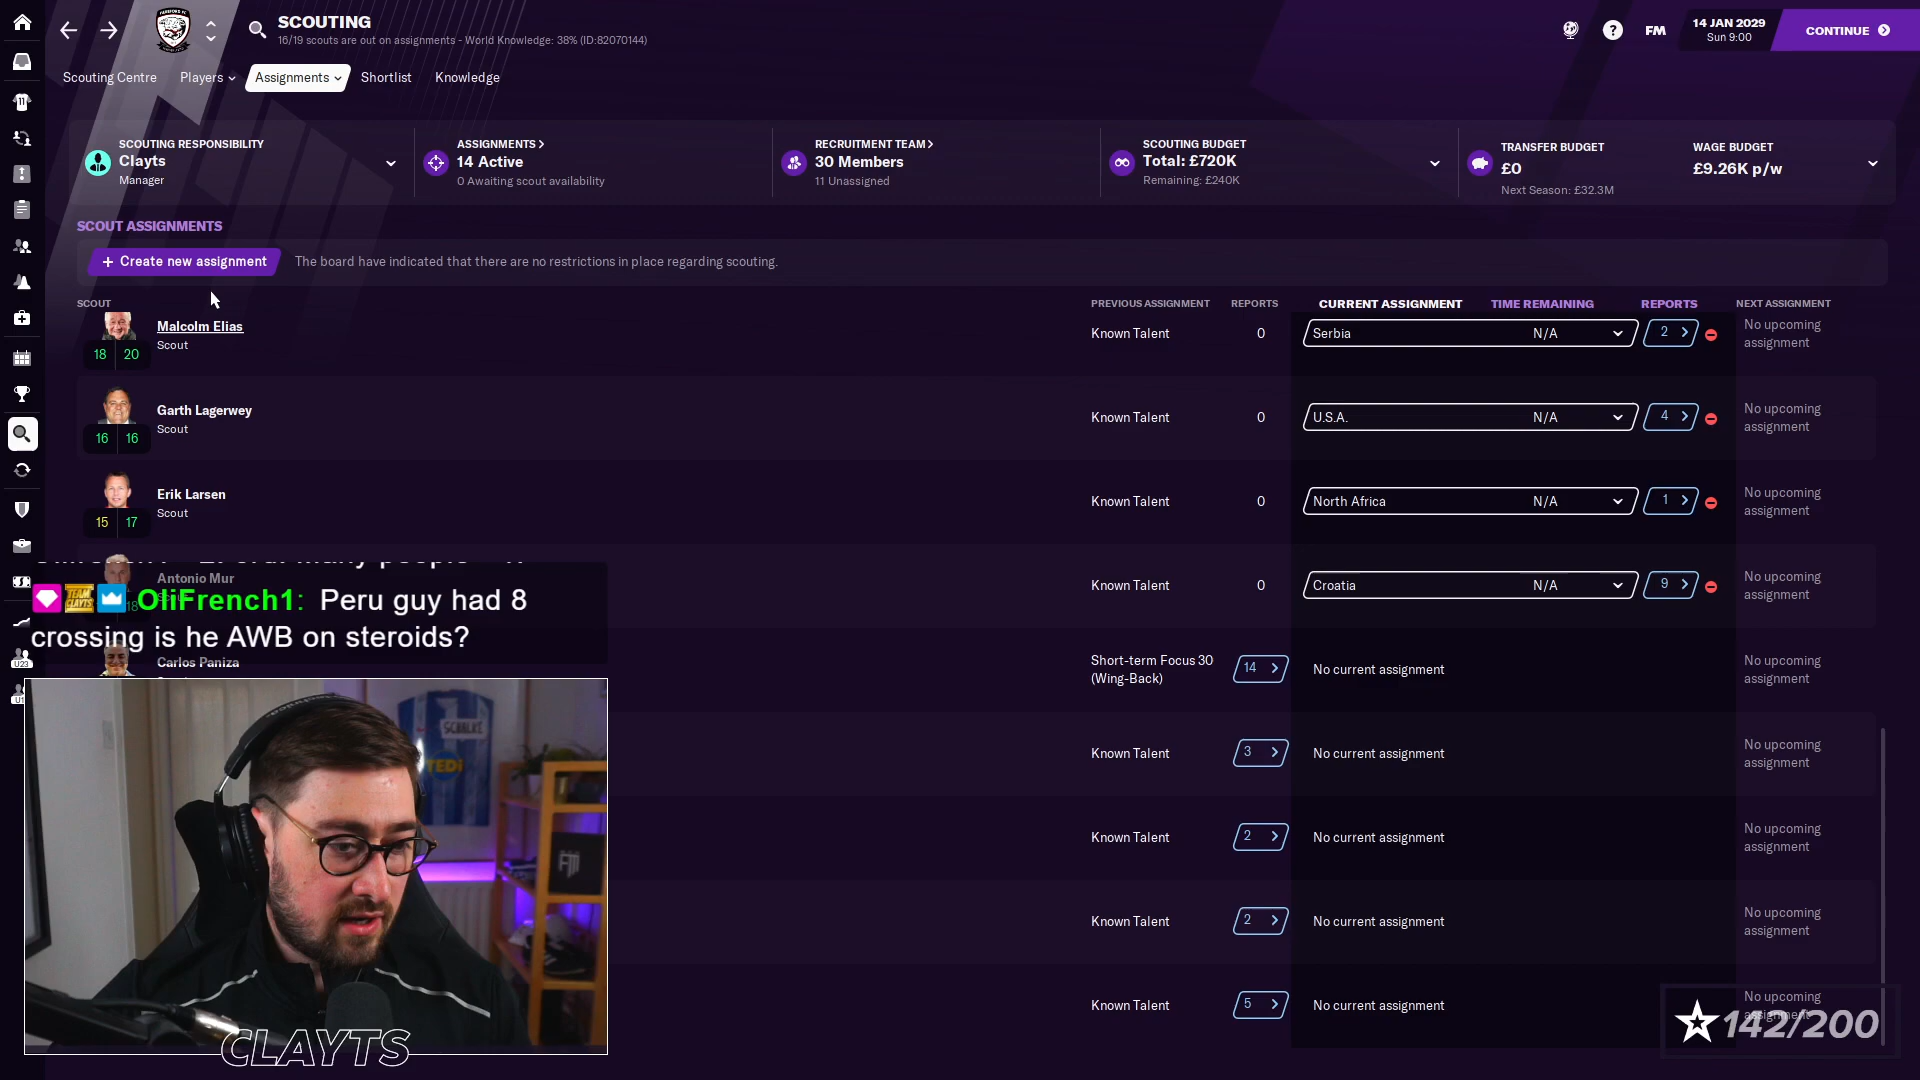 SCOUTING
16/19 scouts are out on assignments - World Knowledge: 38% (ID:82070144)
FM
14 JAN 2029
Sun 9:00
CONTINUE
Scouting Centre
Players
Assignments
Shortlist
Knowledge
SCOUTING RESPONSIBILITY
Clayts
Manager
ASSIGNMENTS
14 Active
0 Awaiting scout availability
RECRUITMENT TEAM
30 Members
11 Unassigned
SCOUTING BUDGET
Total: £720K
Remaining: £240K
TRANSFER BUDGET
£0
Next Season: £32.3M
WAGE BUDGET
£9.26K p/w
SCOUT ASSIGNMENTS
+ Create new assignment
The board have indicated that there are no restrictions in place regarding scouting.
SCOUT
PREVIOUS ASSIGNMENT
REPORTS
CURRENT ASSIGNMENT
TIME REMAINING
REPORTS
NEXT ASSIGNMENT
Malcolm Elias
Scout
18 20
Known Talent
0
Serbia
N/A
2
No upcoming
assignment
Garth Lagerwey
Scout
16 16
Known Talent
0
U.S.A.
N/A
4
No upcoming
assignment
Erik Larsen
Scout
15 17
Known Talent
0
North Africa
N/A
1
No upcoming
assignment
Antonio Mur
Known Talent
0
Croatia
N/A
9
No upcoming
assignment
OliFrench1: Peru guy had 8
crossing is he AWB on steroids?
Carlos Paniza
Short-term Focus 30
(Wing-Back)
14
No current assignment
No upcoming
assignment
Known Talent
3
No current assignment
No upcoming
assignment
Known Talent
2
No current assignment
No upcoming
assignment
Known Talent
2
No current assignment
No upcoming
assignment
Known Talent
5
No current assignment
No upcoming
assignment
142/200
U23
SCHALKE
CLAYTS